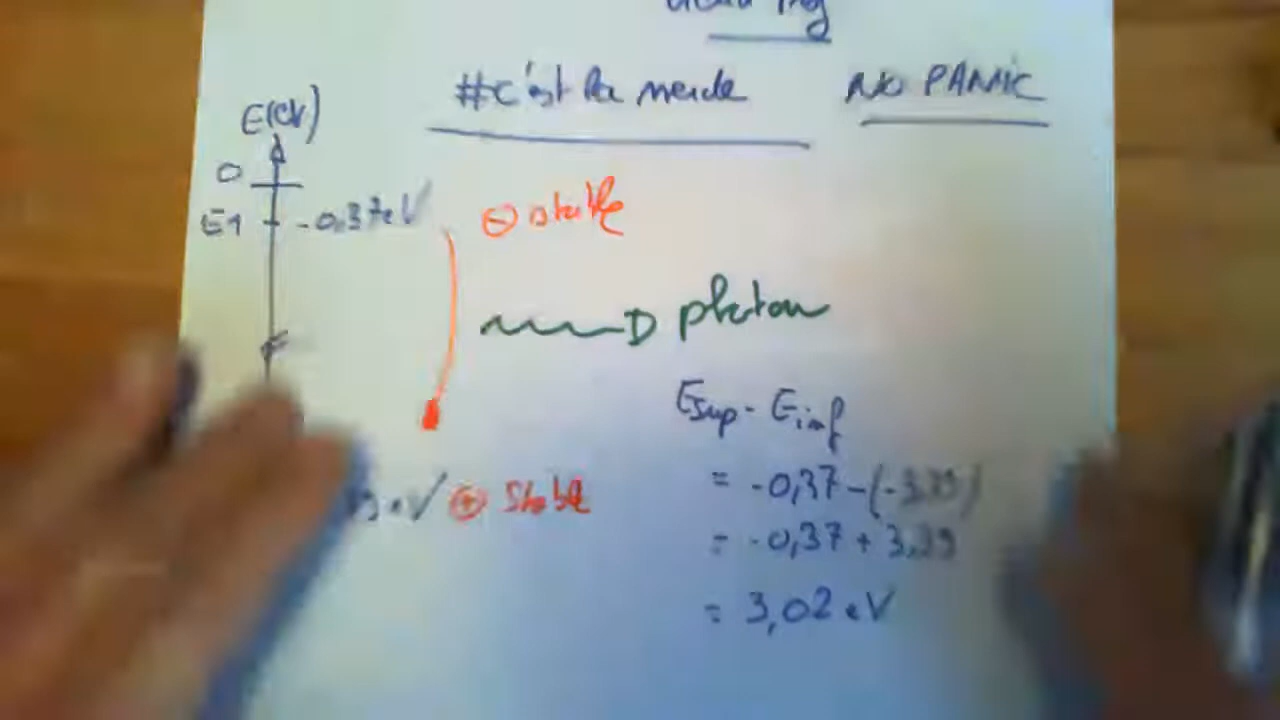 #c'est la merde NO PANIC
E(eV)
0
E1 -0,37eV ⊖ stable
photon
Esup - Einf
= -0,37-(-3,39)
eV ⊕ stable
= -0,37 + 3,39
= 3,02 eV